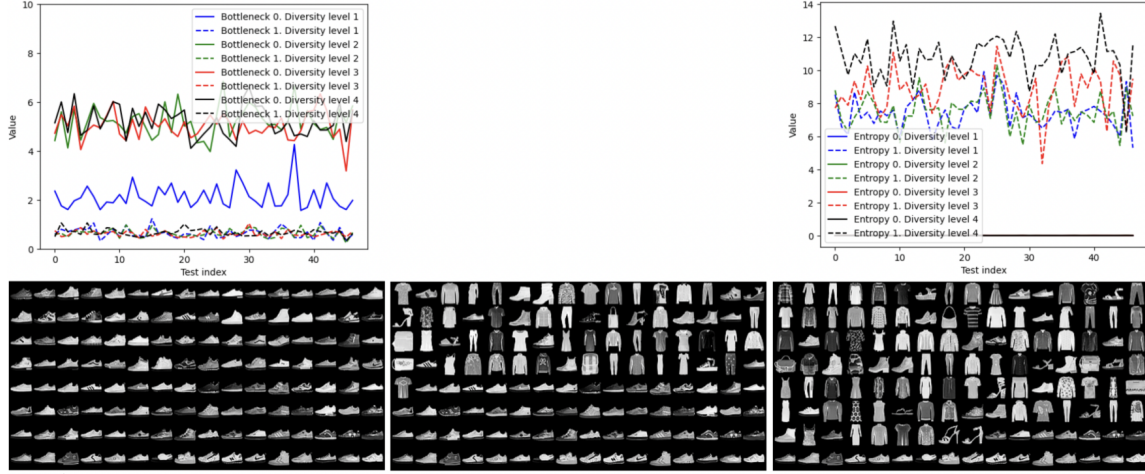 10
8
6
4
2
0
Value
Bottleneck 0. Diversity level 1
Bottleneck 1. Diversity level 1
Bottleneck 0. Diversity level 2
Bottleneck 1. Diversity level 2
Bottleneck 0. Diversity level 3
Bottleneck 1. Diversity level 3
Bottleneck 0. Diversity level 4
Bottleneck 1. Diversity level 4
0 10 20 30 40
Test index
14
12
10
8
6
4
2
0
Value
Entropy 0. Diversity level 1
Entropy 1. Diversity level 1
Entropy 0. Diversity level 2
Entropy 1. Diversity level 2
Entropy 0. Diversity level 3
Entropy 1. Diversity level 3
Entropy 0. Diversity level 4
Entropy 1. Diversity level 4
0 10 20 30 40
Test index